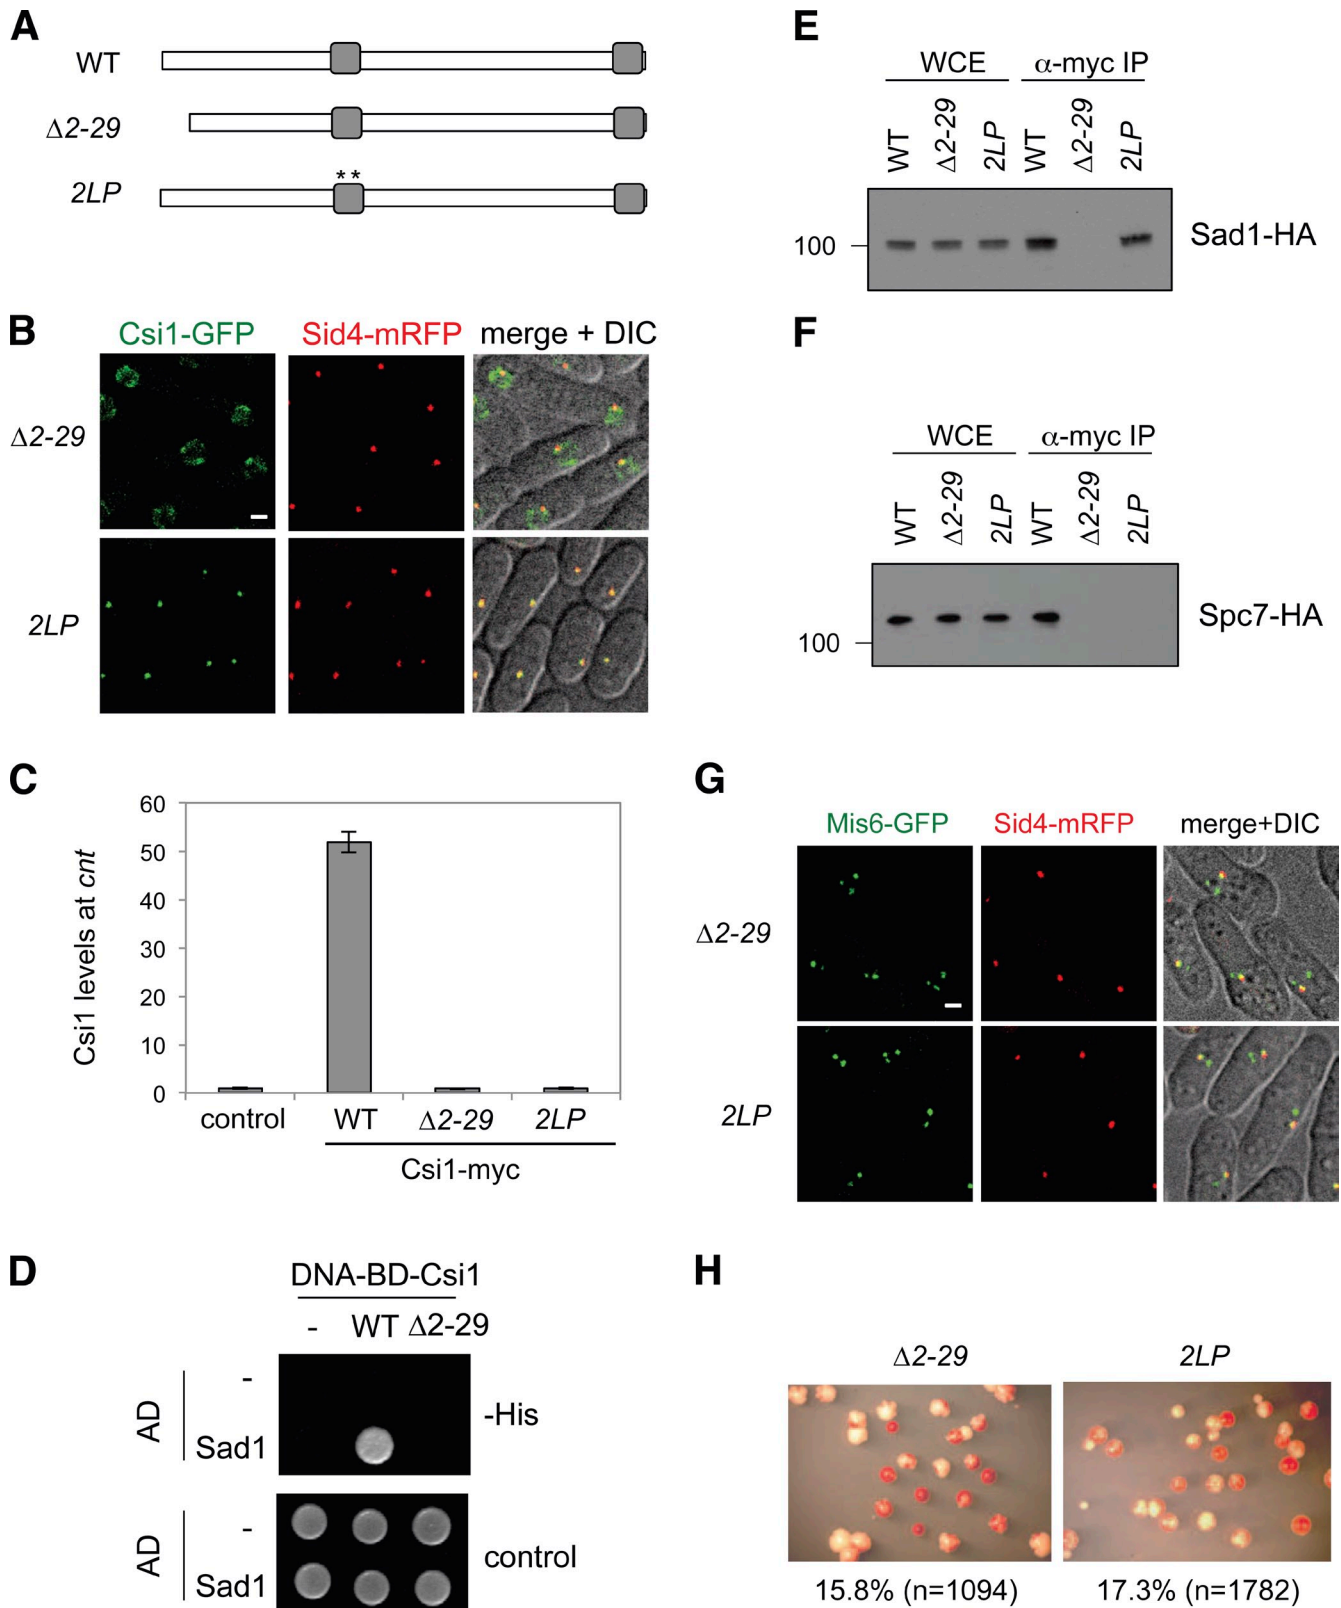 A
WT
Δ2-29
2LP
**
B
Csi1-GFP Sid4-mRFP merge + DIC
Δ2-29
2LP
C
Csi1 levels at cnt
60
50
40
30
20
10
0
control WT Δ2-29 2LP
Csi1-myc
D
DNA-BD-Csi1
- WT Δ2-29
AD
-
Sad1
-His
AD
-
Sad1
control
E
WCE α-myc IP
WT Δ2-29 2LP WT Δ2-29 2LP
100
Sad1-HA
F
WCE α-myc IP
WT Δ2-29 2LP WT Δ2-29 2LP
100
Spc7-HA
G
Mis6-GFP Sid4-mRFP merge+DIC
Δ2-29
2LP
H
Δ2-29 2LP
15.8% (n=1094) 17.3% (n=1782)